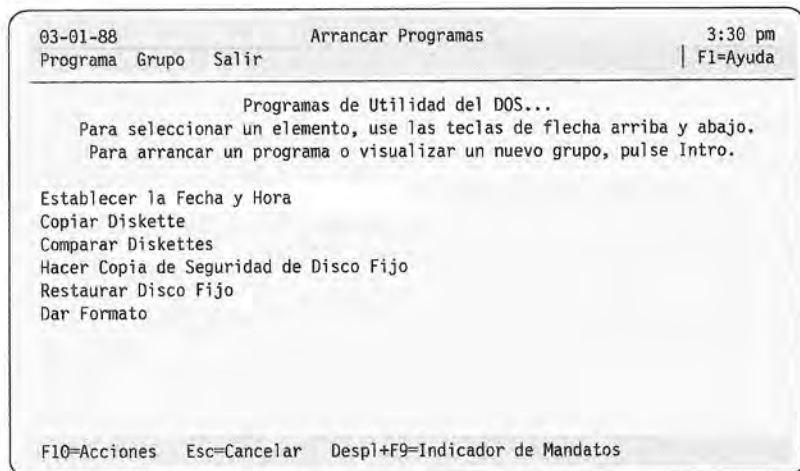 03-01-88 Arrancar Programas 3:30 pm
Programa Grupo Salir | F1=Ayuda
Programas de Utilidad del DOS...
Para seleccionar un elemento, use las teclas de flecha arriba y abajo.
Para arrancar un programa o visualizar un nuevo grupo, pulse Intro.
Establecer la Fecha y Hora
Copiar Diskette
Comparar Diskettes
Hacer Copia de Seguridad de Disco Fijo
Restaurar Disco Fijo
Dar Formato
F10=Acciones Esc=Cancelar Despl+F9=Indicador de Mandatos